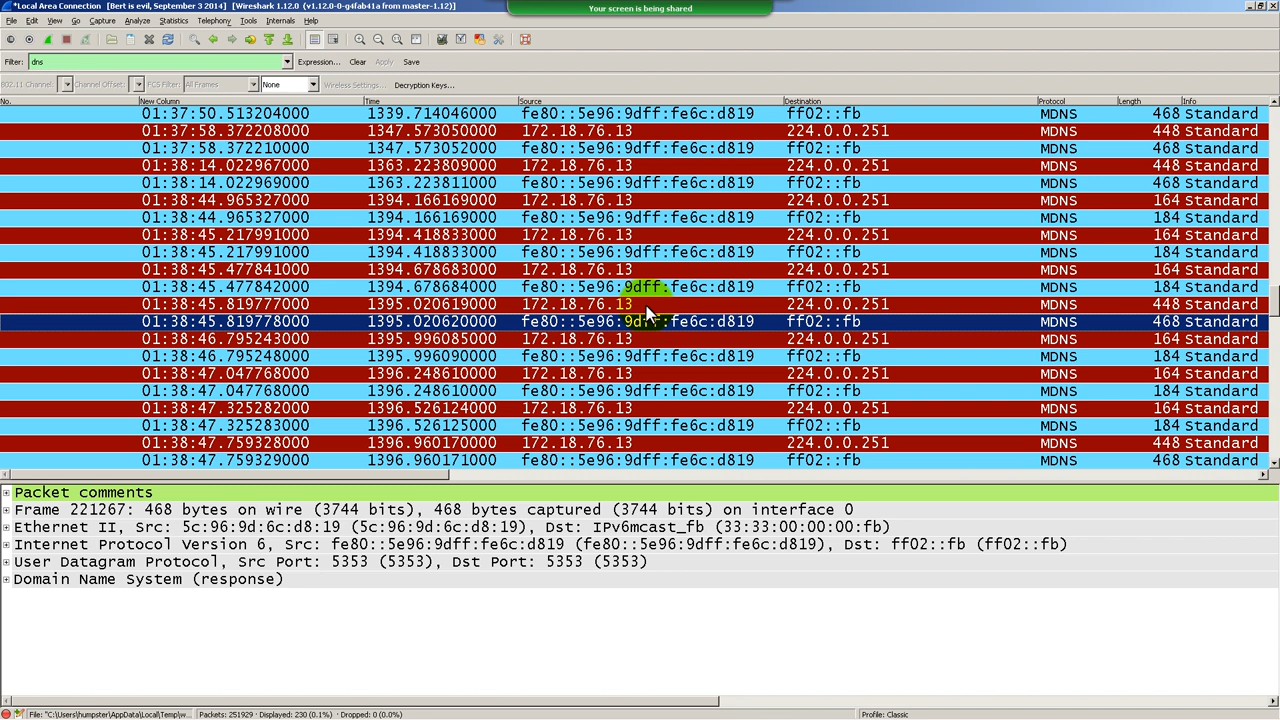 *Local Area Connection [Bert is evil, September 3 2014] [Wireshark 1.12.0 (v1.12.0-0-g4fab41a from master-1.12)]
Your screen is being shared
File Edit View Go Capture Analyze Statistics Telephony Tools Internals Help
Filter: dns Expression... Clear Apply Save
802.11 Channel: Channel Offset: FCS Filter: All Frames None Wireless Settings... Decryption Keys...
No. New Column Time Source Destination Protocol Length Info
01:37:50.513204000 1339.714046000 fe80::5e96:9dff:fe6c:d819 ff02::fb MDNS 468 Standard
01:37:58.372208000 1347.573050000 172.18.76.13 224.0.0.251 MDNS 448 Standard
01:37:58.372210000 1347.573052000 fe80::5e96:9dff:fe6c:d819 ff02::fb MDNS 468 Standard
01:38:14.022967000 1363.223809000 172.18.76.13 224.0.0.251 MDNS 448 Standard
01:38:14.022969000 1363.223811000 fe80::5e96:9dff:fe6c:d819 ff02::fb MDNS 468 Standard
01:38:44.965327000 1394.166169000 172.18.76.13 224.0.0.251 MDNS 164 Standard
01:38:44.965327000 1394.166169000 fe80::5e96:9dff:fe6c:d819 ff02::fb MDNS 184 Standard
01:38:45.217991000 1394.418833000 172.18.76.13 224.0.0.251 MDNS 164 Standard
01:38:45.217991000 1394.418833000 fe80::5e96:9dff:fe6c:d819 ff02::fb MDNS 184 Standard
01:38:45.477841000 1394.678683000 172.18.76.13 224.0.0.251 MDNS 164 Standard
01:38:45.477842000 1394.678684000 fe80::5e96:9dff:fe6c:d819 ff02::fb MDNS 184 Standard
01:38:45.819777000 1395.020619000 172.18.76.13 224.0.0.251 MDNS 448 Standard
01:38:45.819778000 1395.020620000 fe80::5e96:9dff:fe6c:d819 ff02::fb MDNS 468 Standard
01:38:46.795243000 1395.996085000 172.18.76.13 224.0.0.251 MDNS 164 Standard
01:38:46.795248000 1395.996090000 fe80::5e96:9dff:fe6c:d819 ff02::fb MDNS 184 Standard
01:38:47.047768000 1396.248610000 172.18.76.13 224.0.0.251 MDNS 164 Standard
01:38:47.047768000 1396.248610000 fe80::5e96:9dff:fe6c:d819 ff02::fb MDNS 184 Standard
01:38:47.325282000 1396.526124000 172.18.76.13 224.0.0.251 MDNS 164 Standard
01:38:47.325283000 1396.526125000 fe80::5e96:9dff:fe6c:d819 ff02::fb MDNS 184 Standard
01:38:47.759328000 1396.960170000 172.18.76.13 224.0.0.251 MDNS 448 Standard
01:38:47.759329000 1396.960171000 fe80::5e96:9dff:fe6c:d819 ff02::fb MDNS 468 Standard
Packet comments
Frame 221267: 468 bytes on wire (3744 bits), 468 bytes captured (3744 bits) on interface 0
Ethernet II, Src: 5c:96:9d:6c:d8:19 (5c:96:9d:6c:d8:19), Dst: IPv6mcast_fb (33:33:00:00:00:fb)
Internet Protocol Version 6, Src: fe80::5e96:9dff:fe6c:d819 (fe80::5e96:9dff:fe6c:d819), Dst: ff02::fb (ff02::fb)
User Datagram Protocol, Src Port: 5353 (5353), Dst Port: 5353 (5353)
Domain Name System (response)
File: "C:\Users\humpster\AppData\Local\Temp\w... Packets: 251929 · Displayed: 230 (0.1%) · Dropped: 0 (0.0%) Profile: Classic